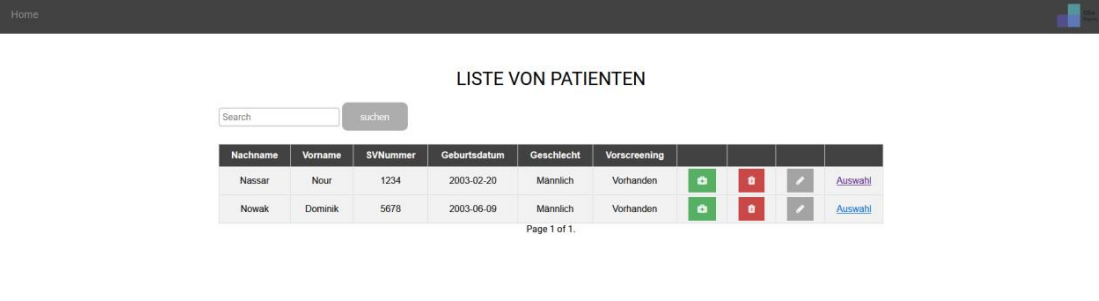 Home
LISTE VON PATIENTEN
Search suchen
Nachname Vorname SVNummer Geburtsdatum Geschlecht Vorscreening
Nassar Nour 1234 2003-02-20 Männlich Vorhanden Auswahl
Nowak Dominik 5678 2003-06-09 Männlich Vorhanden Auswahl
Page 1 of 1.